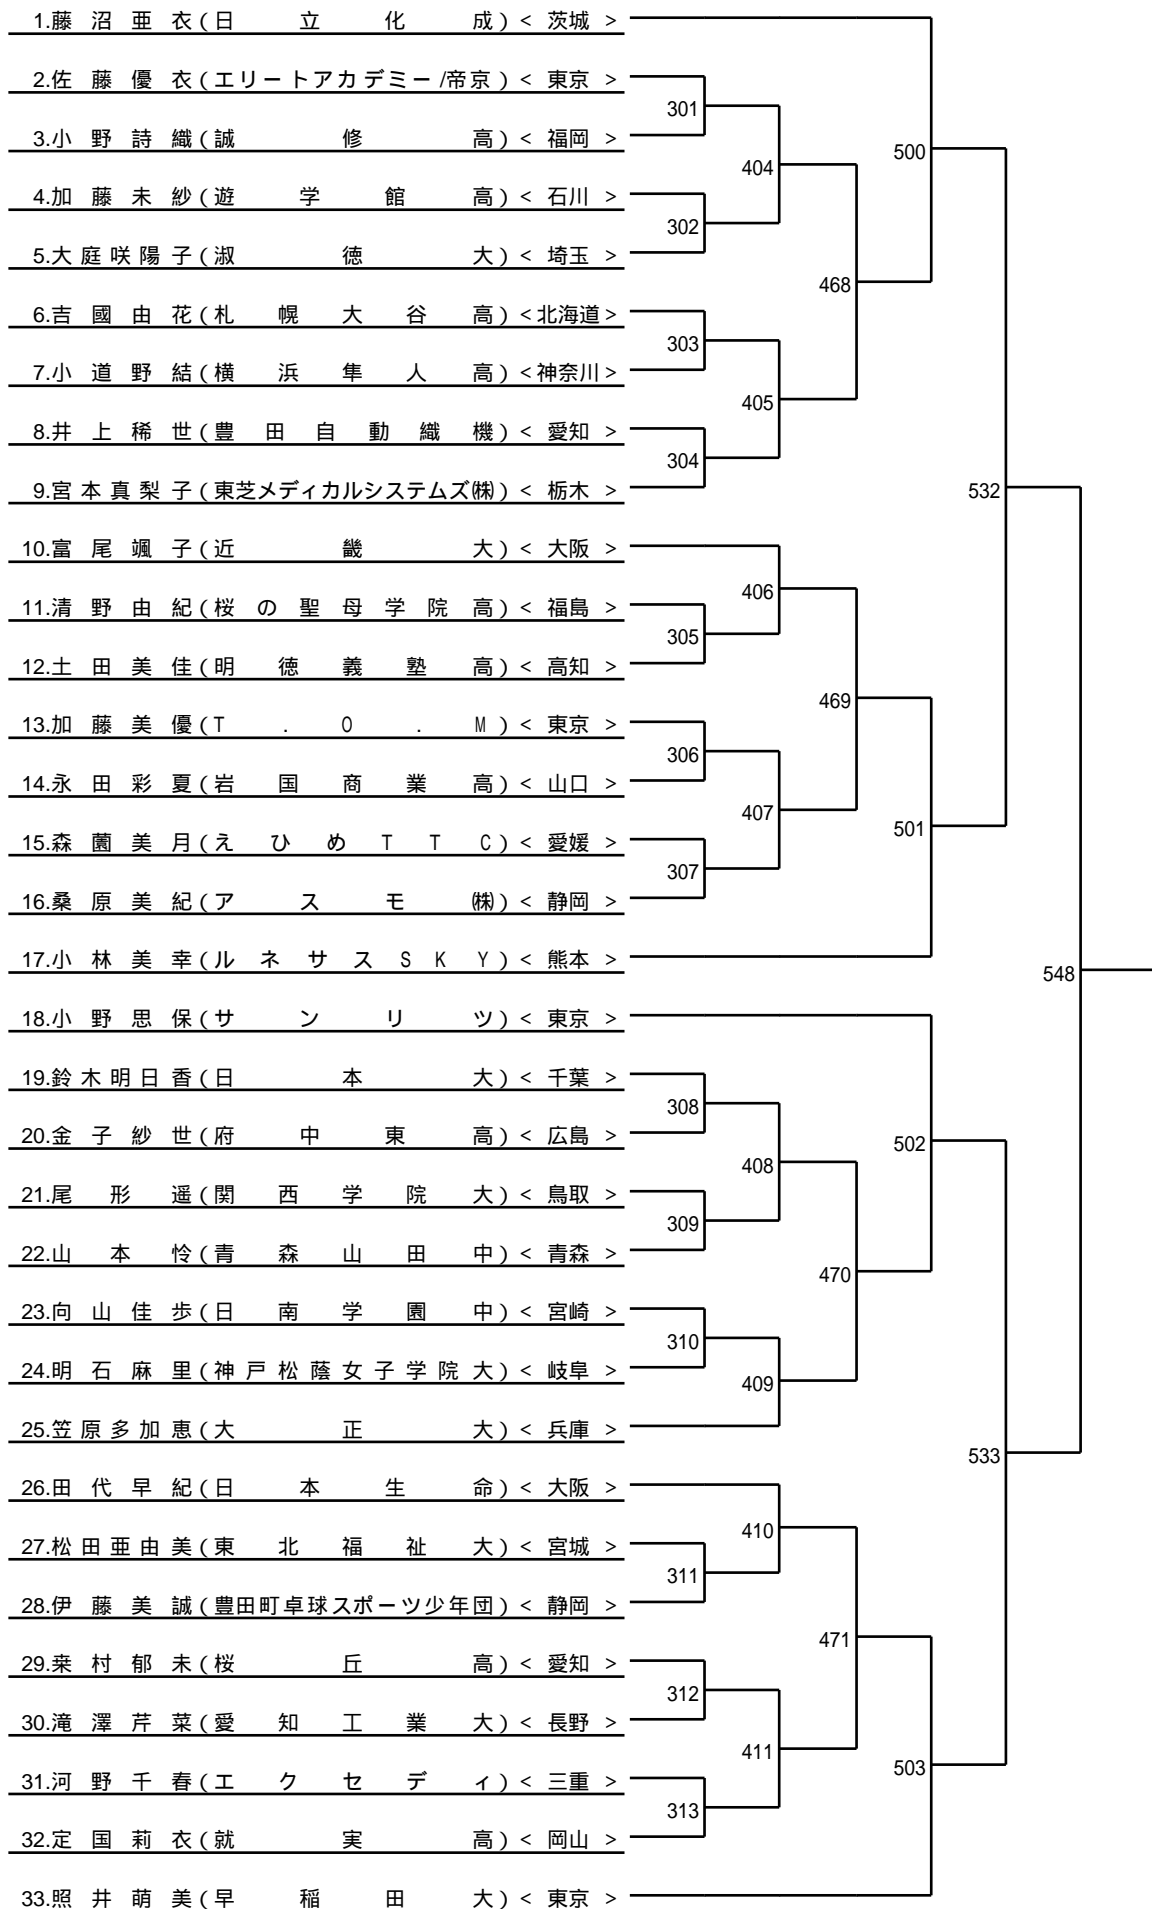 1.藤沼亜衣(日立化成)< 茨城 >
2.佐藤優衣(エリートアカデミー/帝京)< 東京 >
301
3.小野詩織(誠修高)< 福岡 >
500
404
4.加藤未紗(遊学館高)< 石川 >
302
5.大庭咲陽子(淑徳大)< 埼玉 >
468
6.吉國由花(札幌大谷高)<北海道>
303
7.小道野結(横浜隼人高)<神奈川>
405
8.井上稀世(豊田自動織機)< 愛知 >
304
9.宮本真梨子(東芝メディカルシステムズ㈱)< 栃木 >
532
10.富尾颯子(近畿大)< 大阪 >
406
11.清野由紀(桜の聖母学院高)< 福島 >
305
12.土田美佳(明徳義塾高)< 高知 >
469
13.加藤美優(T.O.M)< 東京 >
306
14.永田彩夏(岩国商業高)< 山口 >
407
501
15.森薗美月(えひめTTC)< 愛媛 >
307
16.桑原美紀(アスモ㈱)< 静岡 >
17.小林美幸(ルネサスSKY)< 熊本 >
548
18.小野思保(サンリツ)< 東京 >
19.鈴木明日香(日本大)< 千葉 >
308
20.金子紗世(府中東高)< 広島 >
502
408
21.尾形遥(関西学院大)< 鳥取 >
309
22.山本怜(青森山田中)< 青森 >
470
23.向山佳歩(日南学園中)< 宮崎 >
310
24.明石麻里(神戸松蔭女子学院大)< 岐阜 >
409
25.笠原多加恵(大正大)< 兵庫 >
533
26.田代早紀(日本生命)< 大阪 >
410
27.松田亜由美(東北福祉大)< 宮城 >
311
28.伊藤美誠(豊田町卓球スポーツ少年団)< 静岡 >
471
29.来村郁未(桜丘高)< 愛知 >
312
30.滝澤芹菜(愛知工業大)< 長野 >
411
503
31.河野千春(エクセディ)< 三重 >
313
32.定国莉衣(就実高)< 岡山 >
33.照井萌美(早稲田大)< 東京 >